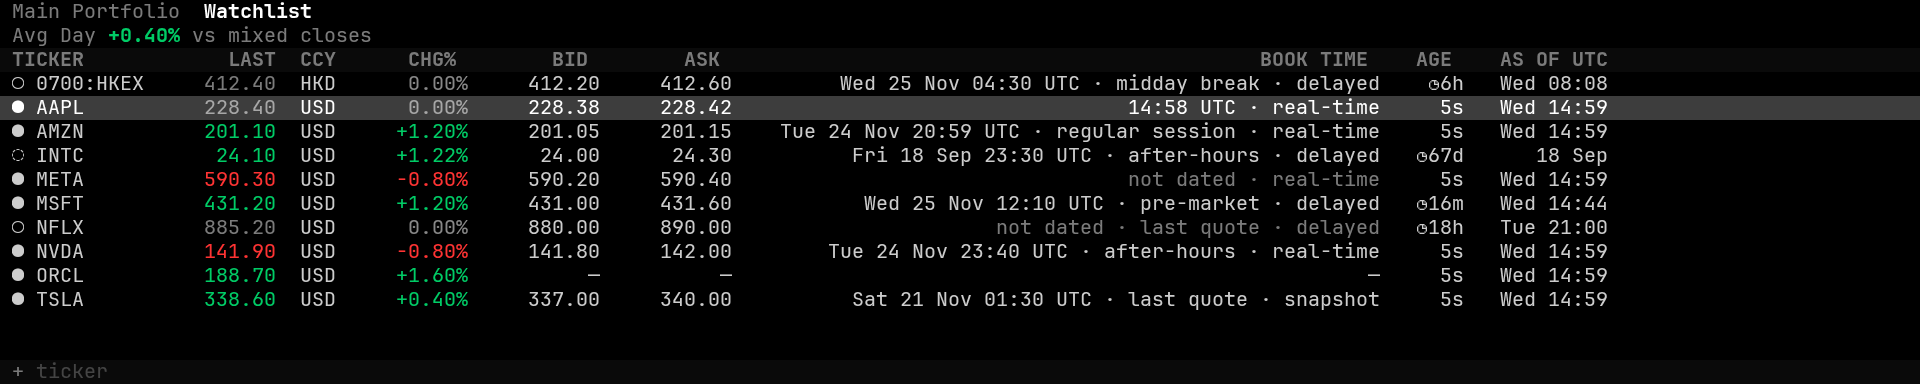 Main Portfolio  Watchlist
Avg Day +0.40% vs mixed closes
TICKER LAST CCY CHG% BID ASK BOOK TIME AGE AS OF UTC
○ 0700:HKEX 412.40 HKD 0.00% 412.20 412.60 Wed 25 Nov 04:30 UTC · midday break · delayed ◔6h Wed 08:08
● AAPL 228.40 USD 0.00% 228.38 228.42 14:58 UTC · real-time 5s Wed 14:59
● AMZN 201.10 USD +1.20% 201.05 201.15 Tue 24 Nov 20:59 UTC · regular session · real-time 5s Wed 14:59
◌ INTC 24.10 USD +1.22% 24.00 24.30 Fri 18 Sep 23:30 UTC · after-hours · delayed ◔67d 18 Sep
● META 590.30 USD -0.80% 590.20 590.40 not dated · real-time 5s Wed 14:59
● MSFT 431.20 USD +1.20% 431.00 431.60 Wed 25 Nov 12:10 UTC · pre-market · delayed ◔16m Wed 14:44
○ NFLX 885.20 USD 0.00% 880.00 890.00 not dated · last quote · delayed ◔18h Tue 21:00
● NVDA 141.90 USD -0.80% 141.80 142.00 Tue 24 Nov 23:40 UTC · after-hours · real-time 5s Wed 14:59
● ORCL 188.70 USD +1.60% — — — 5s Wed 14:59
● TSLA 338.60 USD +0.40% 337.00 340.00 Sat 21 Nov 01:30 UTC · last quote · snapshot 5s Wed 14:59
+ ticker